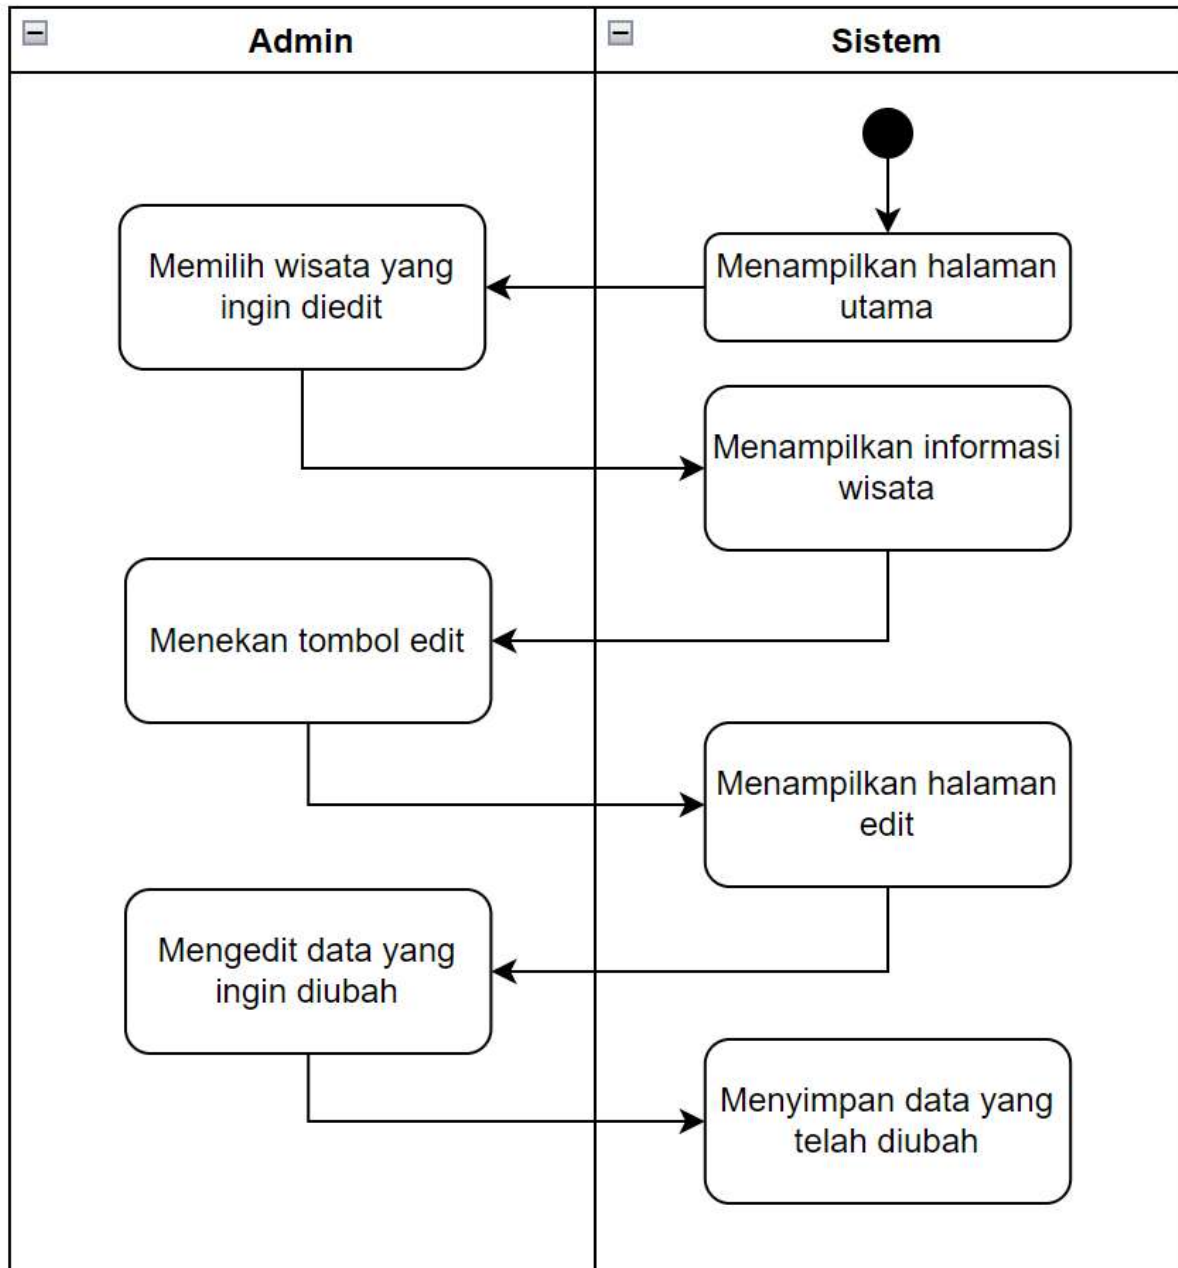 Admin
Sistem
Menampilkan halaman
utama
Memilih wisata yang
ingin diedit
Menampilkan informasi
wisata
Menekan tombol edit
Menampilkan halaman
edit
Mengedit data yang
ingin diubah
Menyimpan data yang
telah diubah